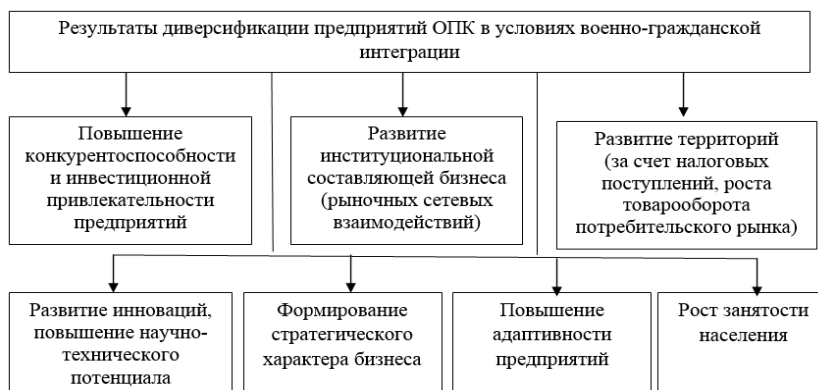 Результаты диверсификации предприятий ОПК в условиях военно-гражданской
интеграции
Повышение
конкурентоспособности
и инвестиционной
привлекательности
предприятий
Развитие
институциональной
составляющей бизнеса
(рыночных сетевых
взаимодействий)
Развитие территорий
(за счет налоговых
поступлений, роста
товарооборота
потребительского рынка)
Развитие инноваций,
повышение научно-
технического
потенциала
Формирование
стратегического
характера бизнеса
Повышение
адаптивности
предприятий
Рост занятости
населения